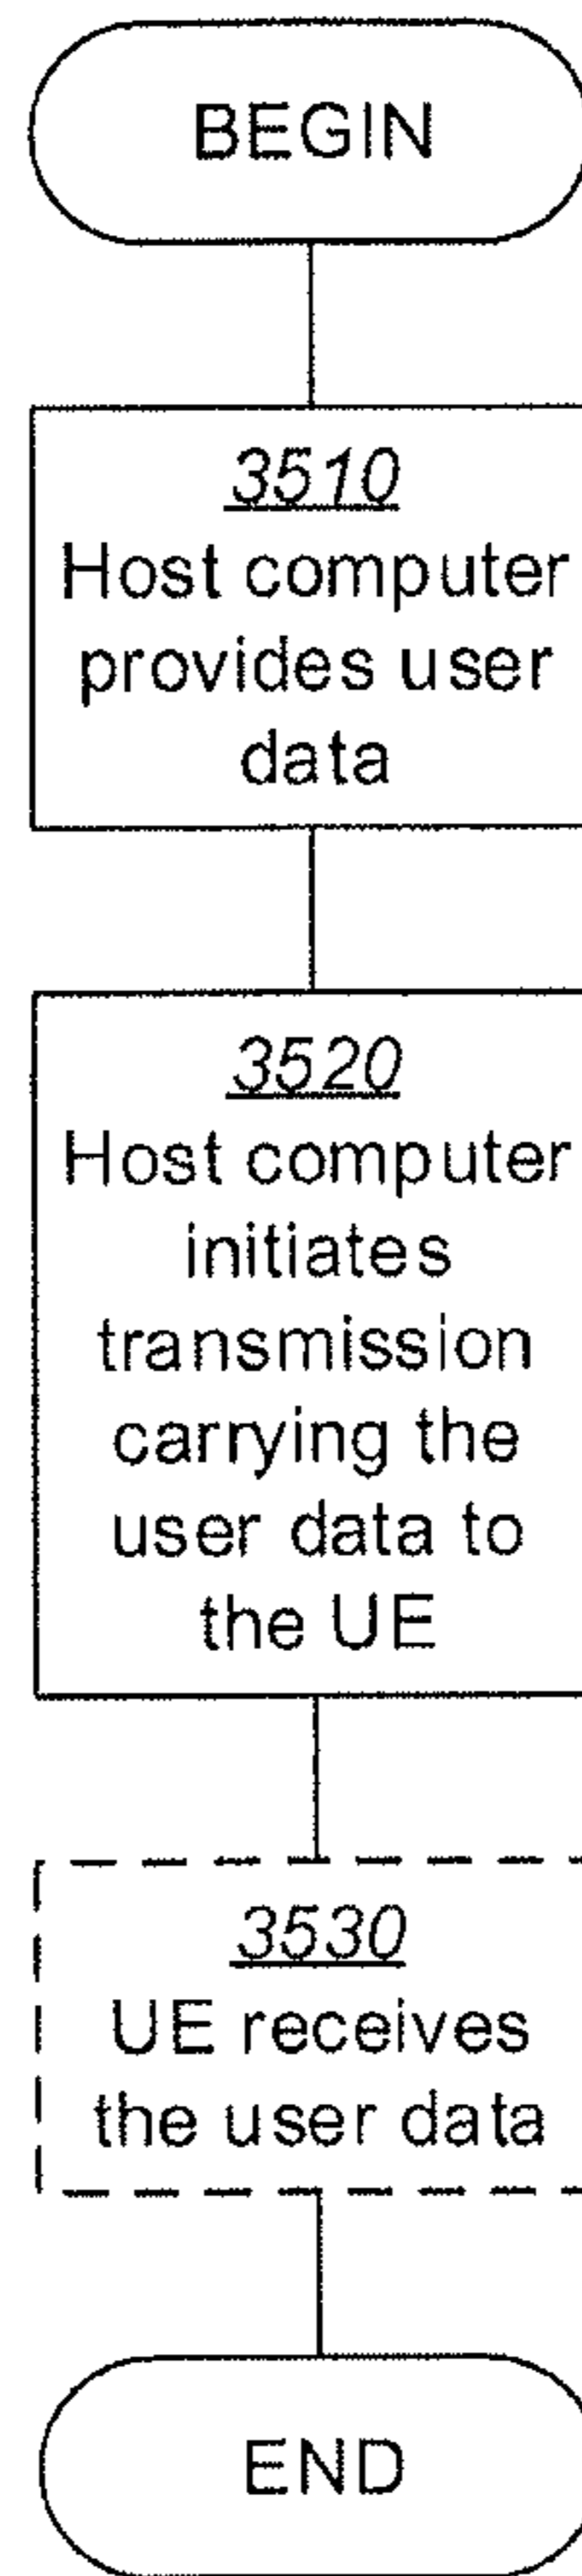 BEGIN
3510
Host computer
provides user
data
3520
Host computer
initiates
transmission
carrying the
user data to
the UE
3530
UE receives
the user data
END